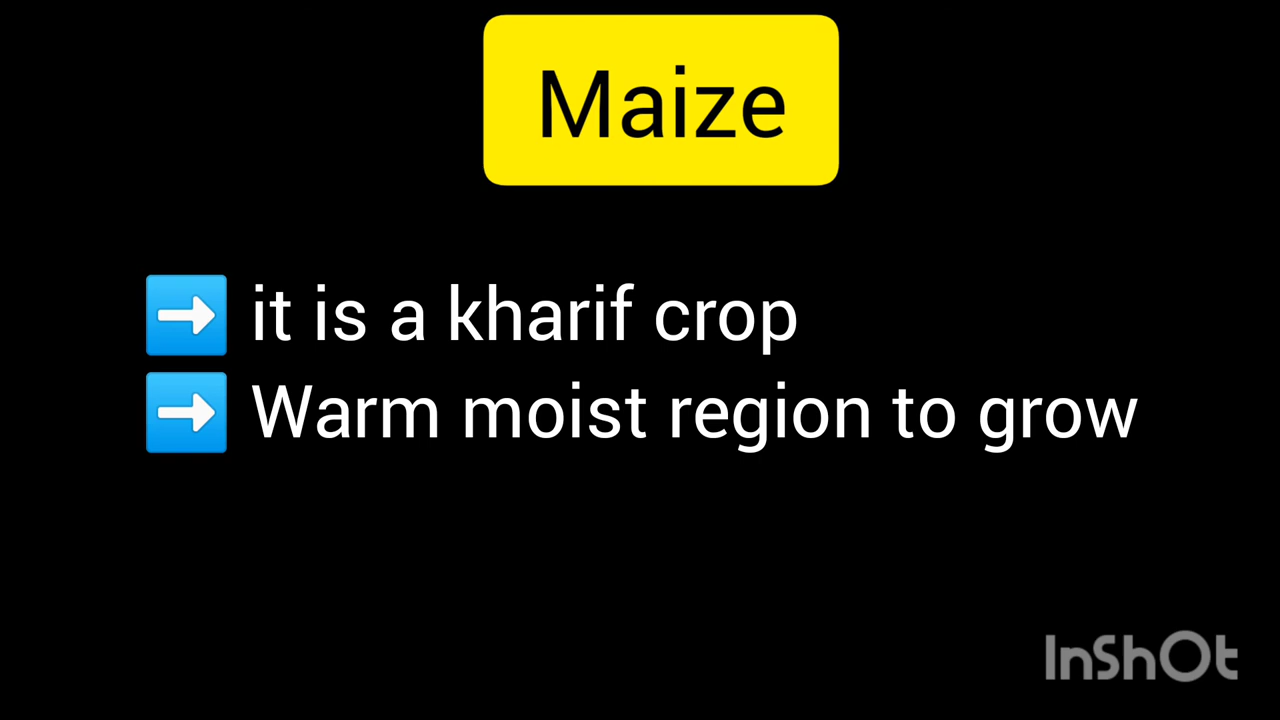 Maize
➡️ it is a kharif crop
➡️ Warm moist region to grow
InShOt